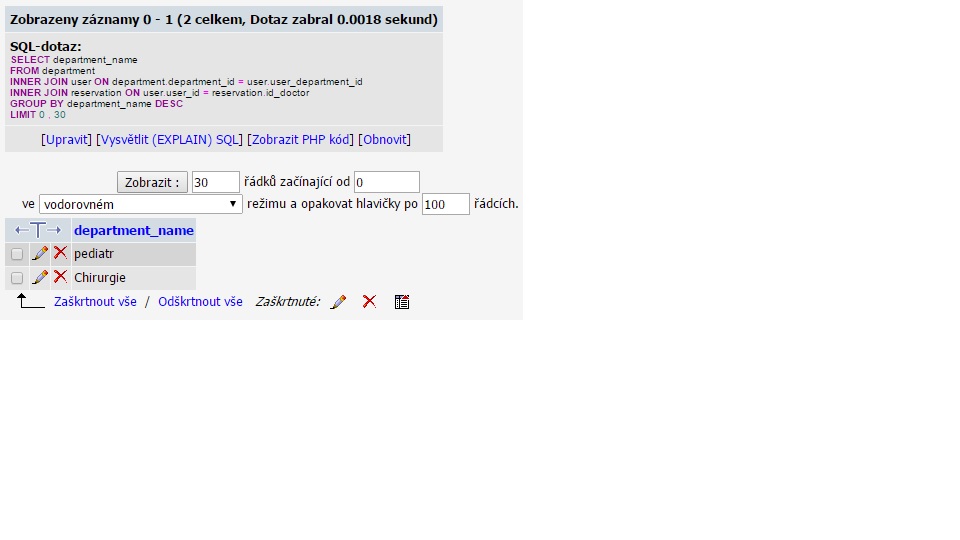 Zobrazeny záznamy 0 - 1 (2 celkem, Dotaz zabral 0.0018 sekund)
SQL-dotaz:
SELECT department_name
FROM department
INNER JOIN user ON department.department_id = user.user_department_id
INNER JOIN reservation ON user.user_id = reservation.id_doctor
GROUP BY department_name DESC
LIMIT 0 , 30
[Upravit] [Vysvětlit (EXPLAIN) SQL] [Zobrazit PHP kód] [Obnovit]
Zobrazit : 30 řádků začínající od 0
ve vodorovném režimu a opakovat hlavičky po 100 řádcích.
department_name
pediatr
Chirurgie
Zaškrtnout vše / Odškrtnout vše Zaškrtnuté: